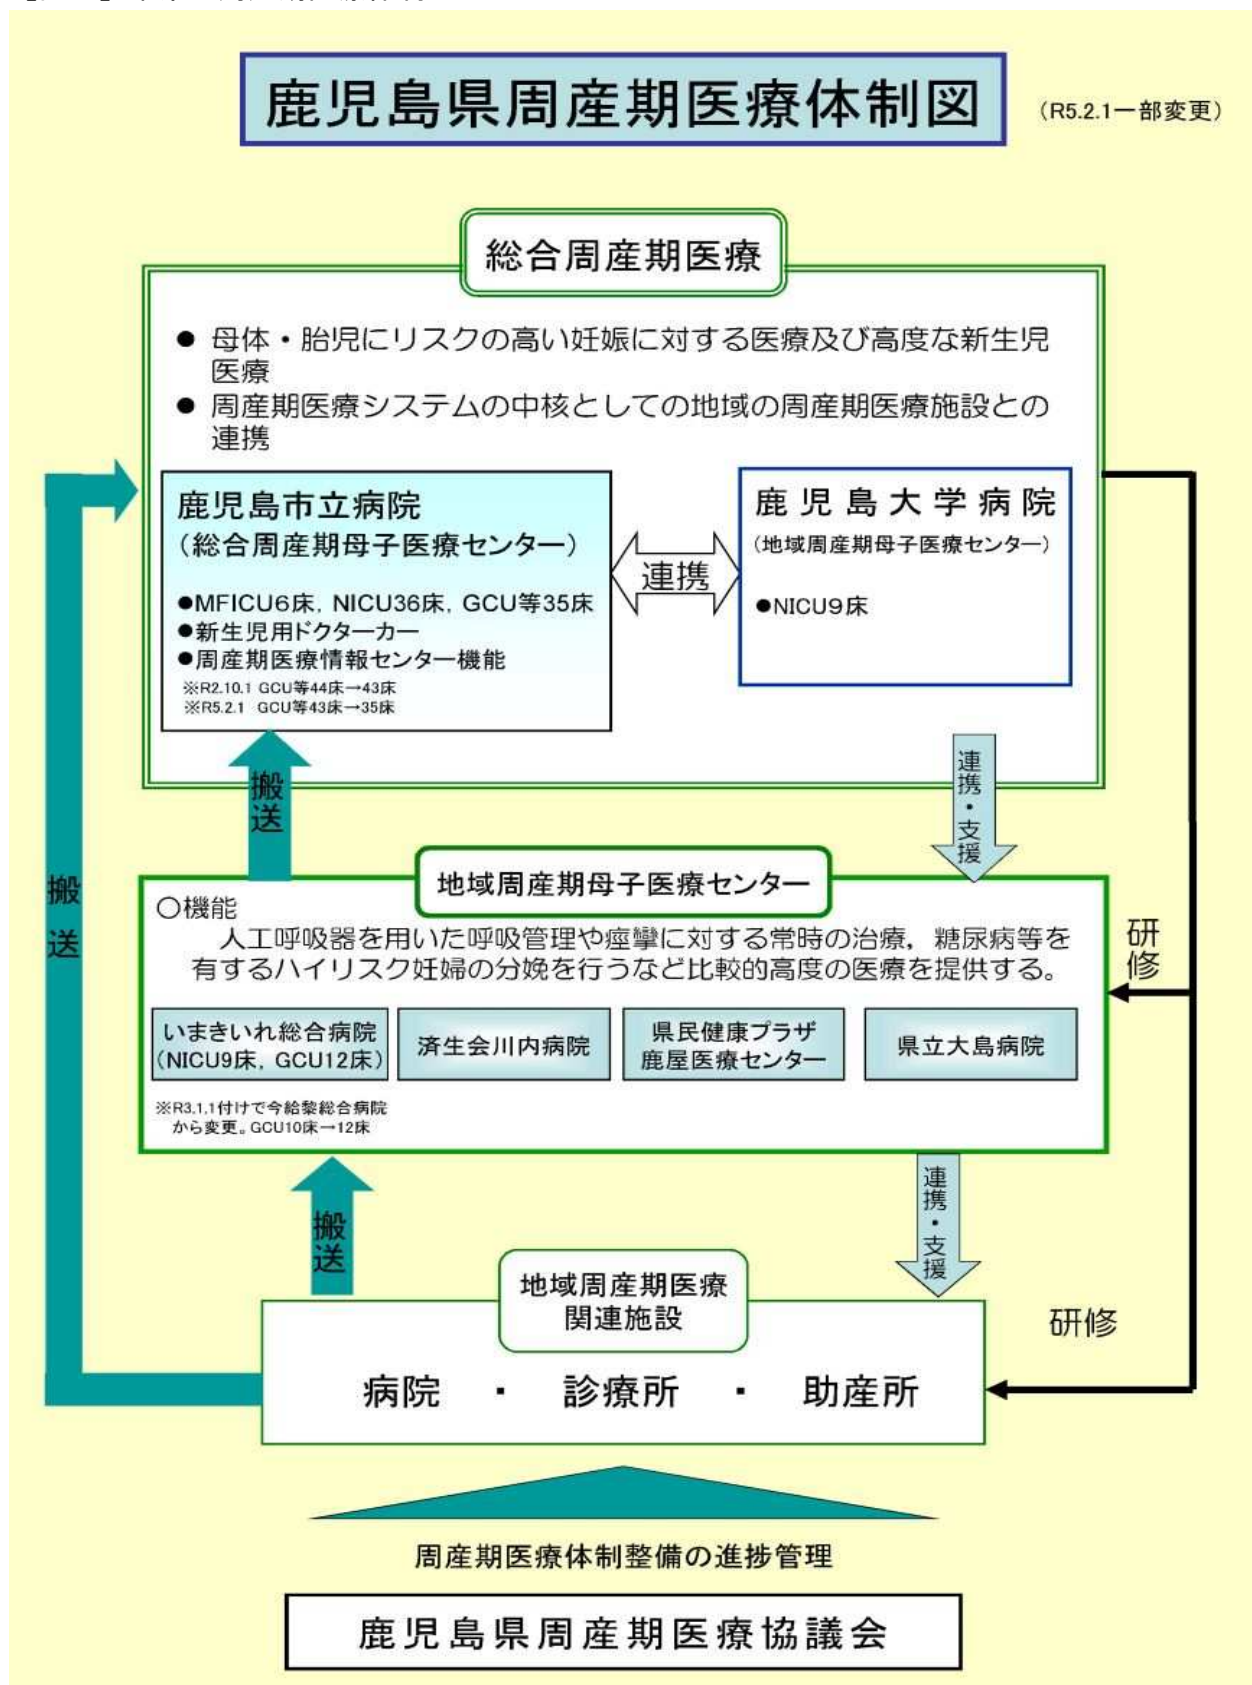 鹿児島県周産期医療体制図
（R5.2.1一部変更）
総合周産期医療
● 母体・胎児にリスクの高い妊娠に対する医療及び高度な新生児
医療
● 周産期医療システムの中核としての地域の周産期医療施設との
連携
鹿児島市立病院
（総合周産期母子医療センター）
●MFICU6床，NICU36床，GCU等35床
●新生児用ドクターカー
●周産期医療情報センター機能
※R2.10.1 GCU等44床→43床
※R5.2.1 GCU等43床→35床
連携
鹿児島大学病院
（地域周産期母子医療センター）
●NICU9床
搬送
連携・支援
搬送
地域周産期母子医療センター
○機能
人工呼吸器を用いた呼吸管理や痙攣に対する常時の治療，糖尿病等を
有するハイリスク妊婦の分娩を行うなど比較的高度の医療を提供する。
いまきいれ総合病院
（NICU9床，GCU12床）
済生会川内病院
県民健康プラザ
鹿屋医療センター
県立大島病院
※R3.1.1付けで今給黎総合病院
から変更。GCU10床→12床
研修
搬送
連携・支援
地域周産期医療
関連施設
病院 ・ 診療所 ・ 助産所
研修
周産期医療体制整備の進捗管理
鹿児島県周産期医療協議会